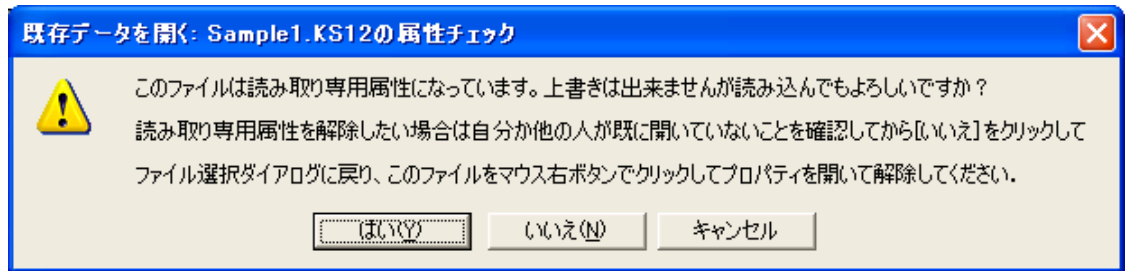 既存データを開く: Sample1.KS12の属性チェック
このファイルは読み取り専用属性になっています。上書きは出来ませんが読み込んでもよろしいですか？
読み取り専用属性を解除したい場合は自分か他の人が既に開いていないことを確認してから[いいえ]をクリックして
ファイル選択ダイアログに戻り、このファイルをマウス右ボタンでクリックしてプロパティを開いて解除してください.
はい(Y) いいえ(N) キャンセル